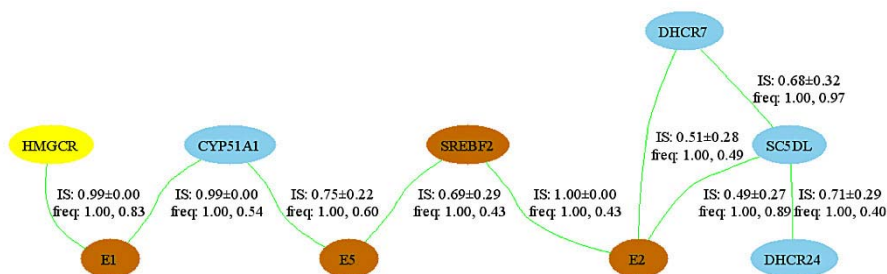 DHCR7
IS: 0.68±0.32
freq: 1.00, 0.97
HMGCR
CYP51A1
SREBF2
IS: 0.51±0.28
freq: 1.00, 0.49
SC5DL
IS: 0.99±0.00
freq: 1.00, 0.83
IS: 0.99±0.00
freq: 1.00, 0.54
IS: 0.75±0.22
freq: 1.00, 0.60
IS: 0.69±0.29
freq: 1.00, 0.43
IS: 1.00±0.00
freq: 1.00, 0.43
IS: 0.49±0.27
freq: 1.00, 0.89
IS: 0.71±0.29
freq: 1.00, 0.40
E1
E5
E2
DHCR24